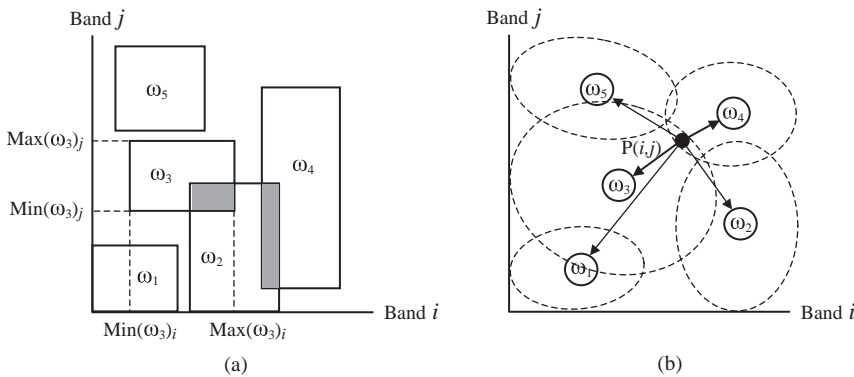 Band j
ω5
Max(ω3)j
ω3
ω4
Min(ω3)j
ω2
ω1
Band i
Min(ω3)i
Max(ω3)i
(a)
Band j
ω5
ω4
P(i,j)
ω3
ω2
ω1
Band i
(b)